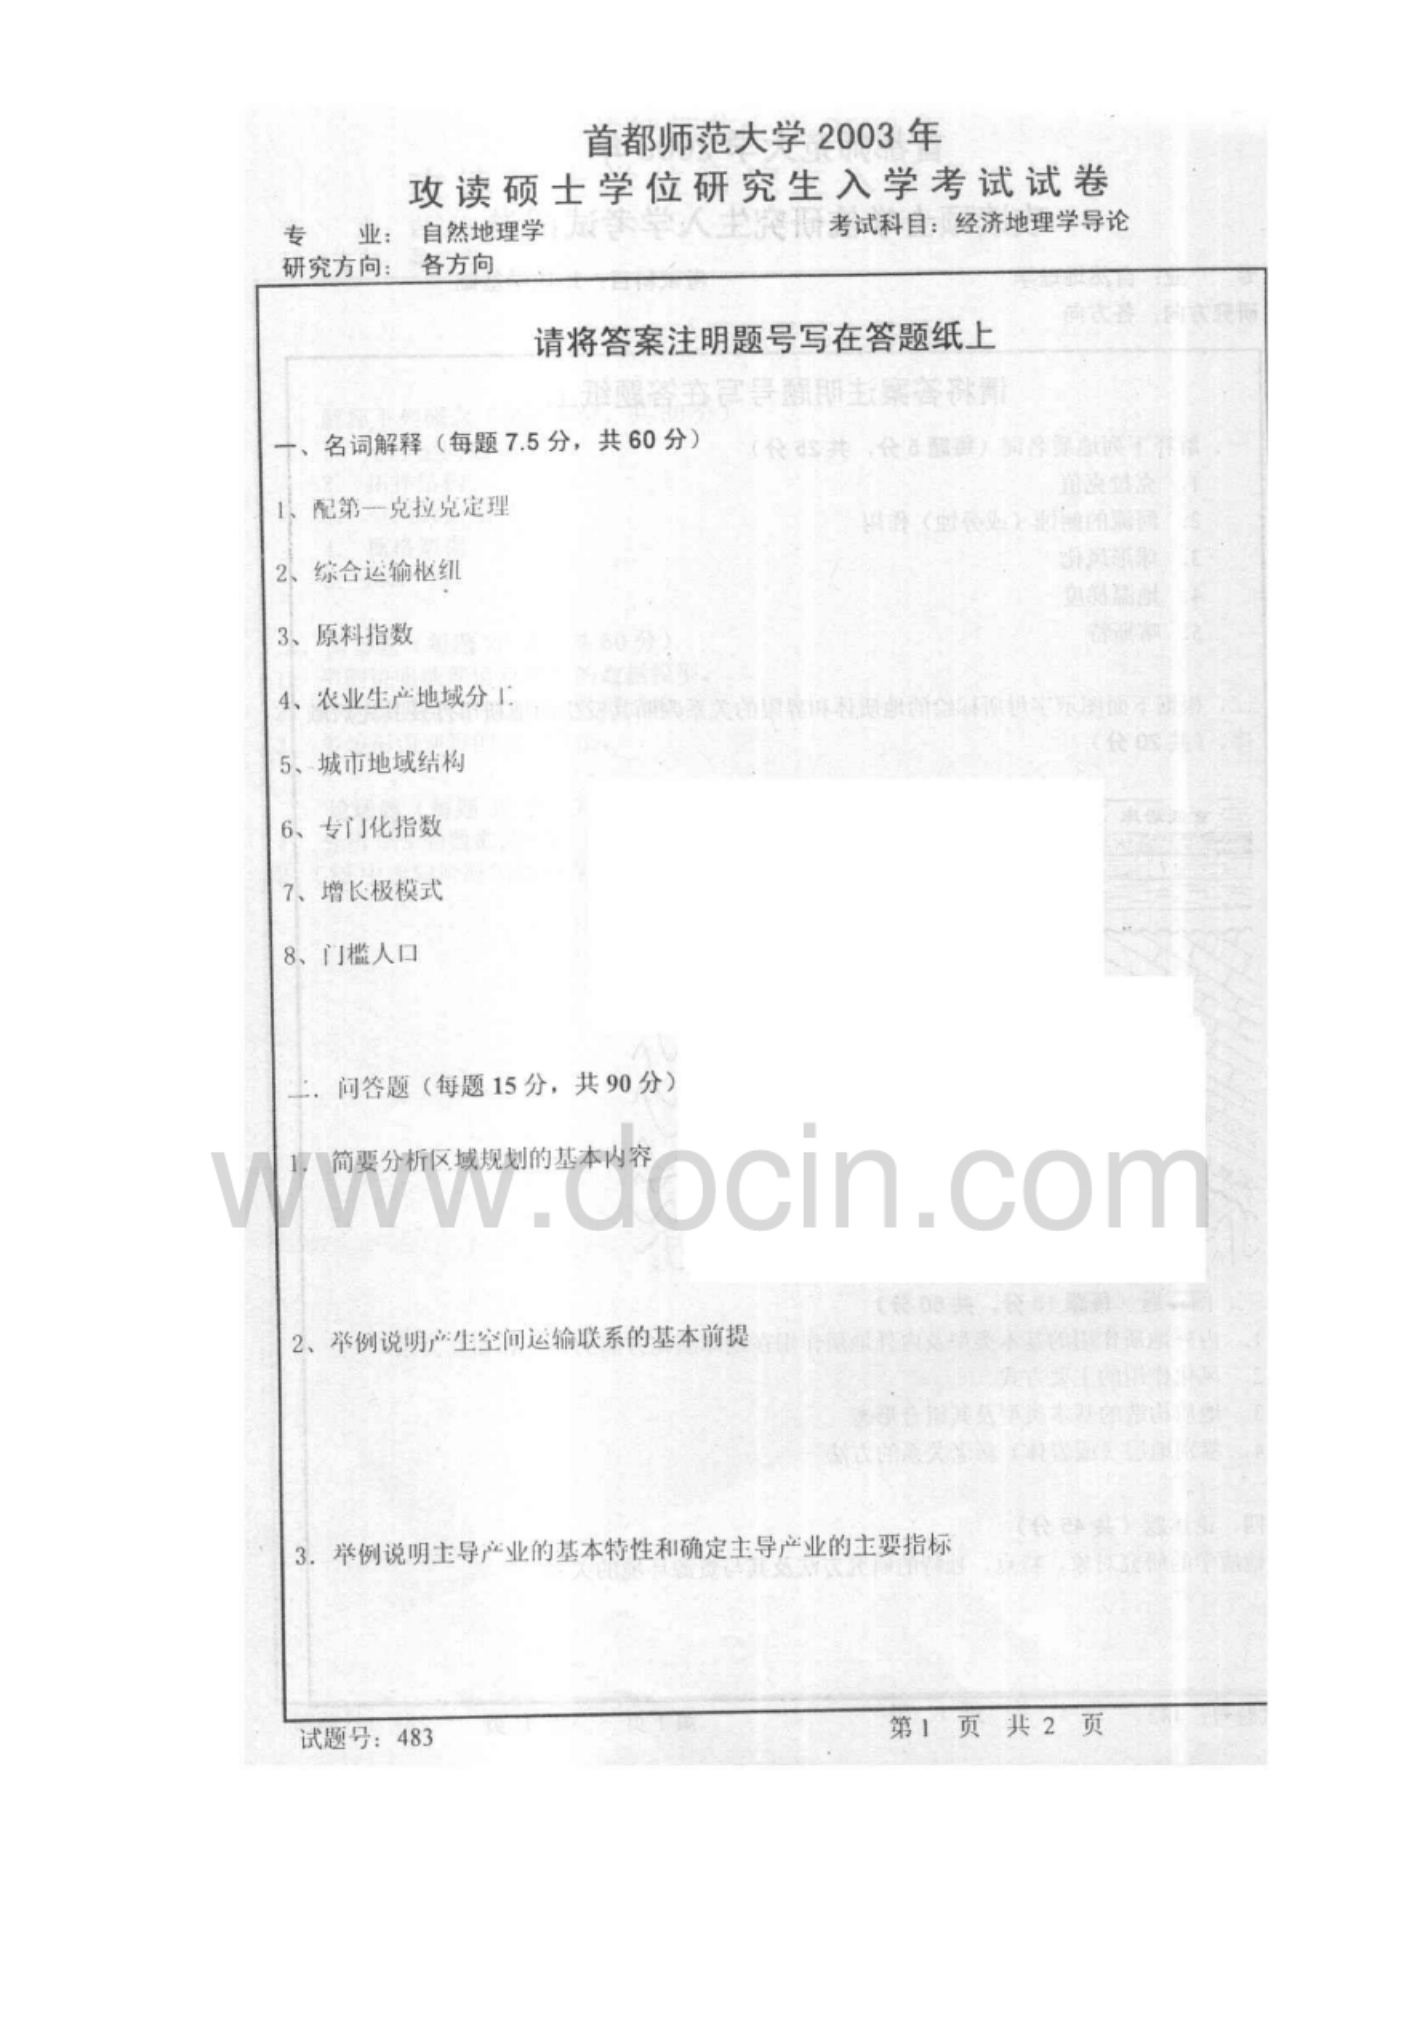 首都师范大学 2003 年
攻读硕士学位研究生入学考试试卷
专 业： 自然地理学 考试科目：经济地理学导论
研究方向： 各方向
请将答案注明题号写在答题纸上
一、名词解释（每题 7.5 分，共 60 分）
1、配第一克拉克定理
2、综合运输枢纽
3、原料指数
4、农业生产地域分工
5、城市地域结构
6、专门化指数
7、增长极模式
8、门槛人口
二．问答题（每题 15 分，共 90 分）
1．简要分析区域规划的基本内容
www.docin.com
2、举例说明产生空间运输联系的基本前提
3．举例说明主导产业的基本特性和确定主导产业的主要指标
试题号：483 第 1 页 共 2 页